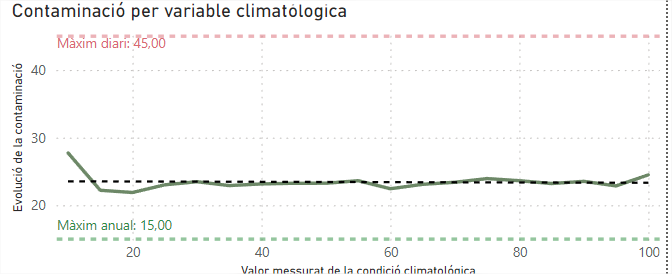 Contaminació per variable climatològica
Màxim diari: 45,00
40
30
20
Evolució de la contaminació
Màxim anual: 15,00
20
40
60
80
100
Valor messurat de la condició climatològica